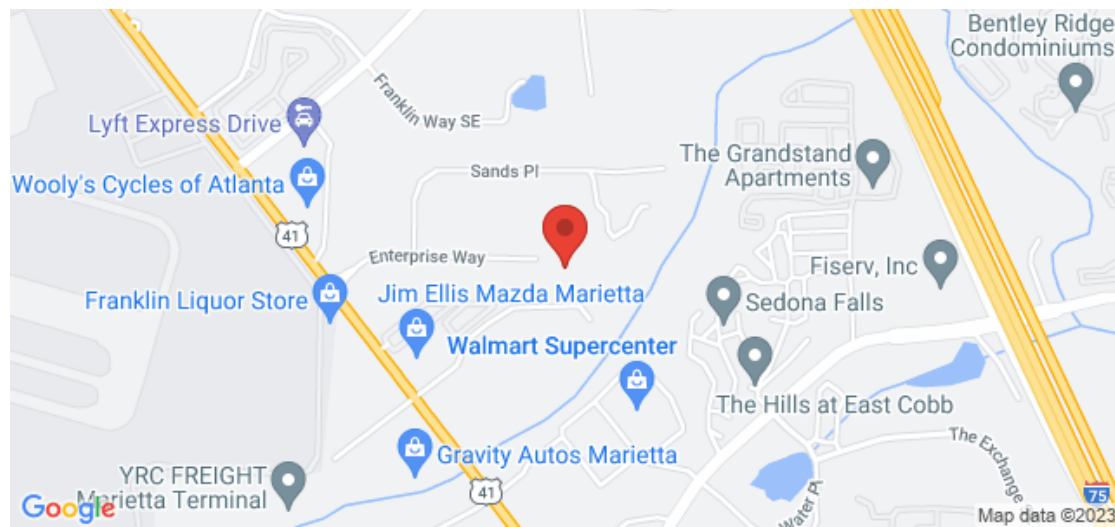 Bentley Ridge
Condominiums
Franklin Way SE
Lyft Express Drive
The Grandstand
Apartments
Sands Pl
Wooly's Cycles of Atlanta
41
Enterprise Way
Fiserv, Inc
Franklin Liquor Store
Jim Ellis Mazda Marietta
Sedona Falls
Walmart Supercenter
The Hills at East Cobb
The Exchange
Gravity Autos Marietta
YRC FREIGHT
Marietta Terminal
41
Water Pl
75
Google
Map data ©2023